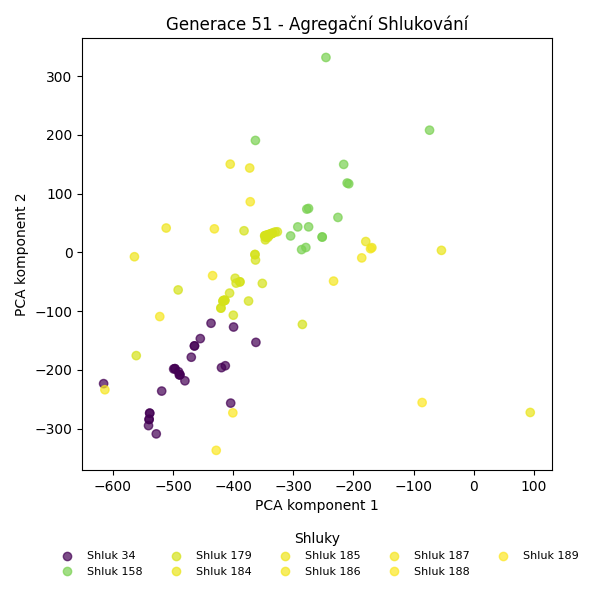 Generace 51 - Agregační Shlukování
300
200
100
0
−100
−200
−300
PCA komponent 2
−600 −500 −400 −300 −200 −100 0 100
PCA komponent 1
Shluky
Shluk 34 Shluk 179 Shluk 185 Shluk 187 Shluk 189
Shluk 158 Shluk 184 Shluk 186 Shluk 188